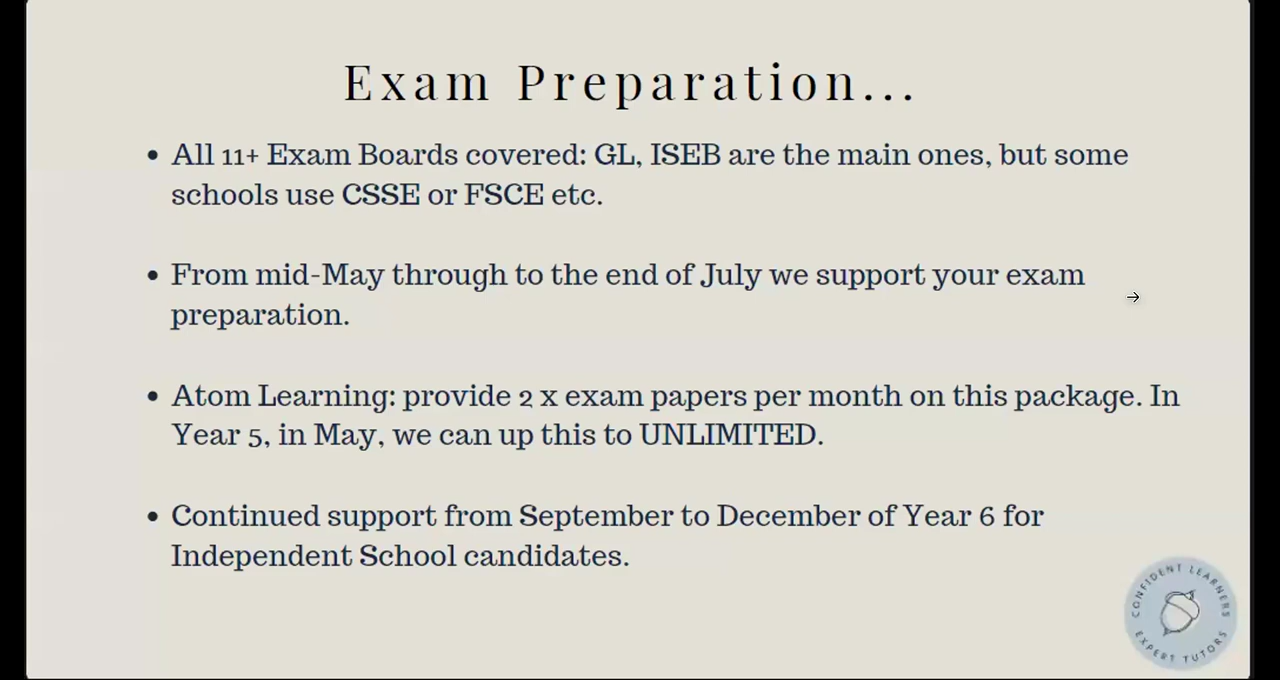 Exam Preparation...
• All 11+ Exam Boards covered: GL, ISEB are the main ones, but some
schools use CSSE or FSCE etc.
• From mid-May through to the end of July we support your exam
preparation.
• Atom Learning: provide 2 x exam papers per month on this package. In
Year 5, in May, we can up this to UNLIMITED.
• Continued support from September to December of Year 6 for
Independent School candidates.
CONFIDENT LEARNERS
EXPERT TUTORS